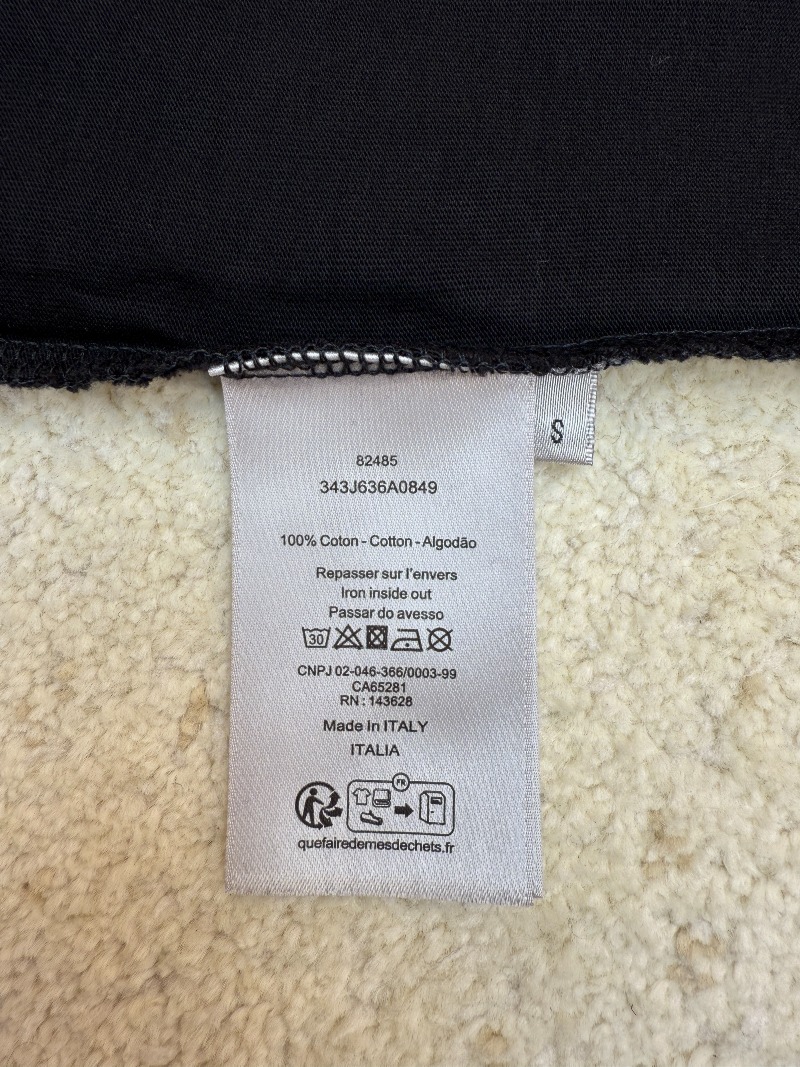 S
82485
343J636A0849
100% Coton - Cotton - Algodão
Repasser sur l'envers
Iron inside out
Passar do avesso
30
CNPJ 02-046-366/0003-99
CA65281
RN : 143628
Made in ITALY
ITALIA
FR
quefairedemesdechets.fr